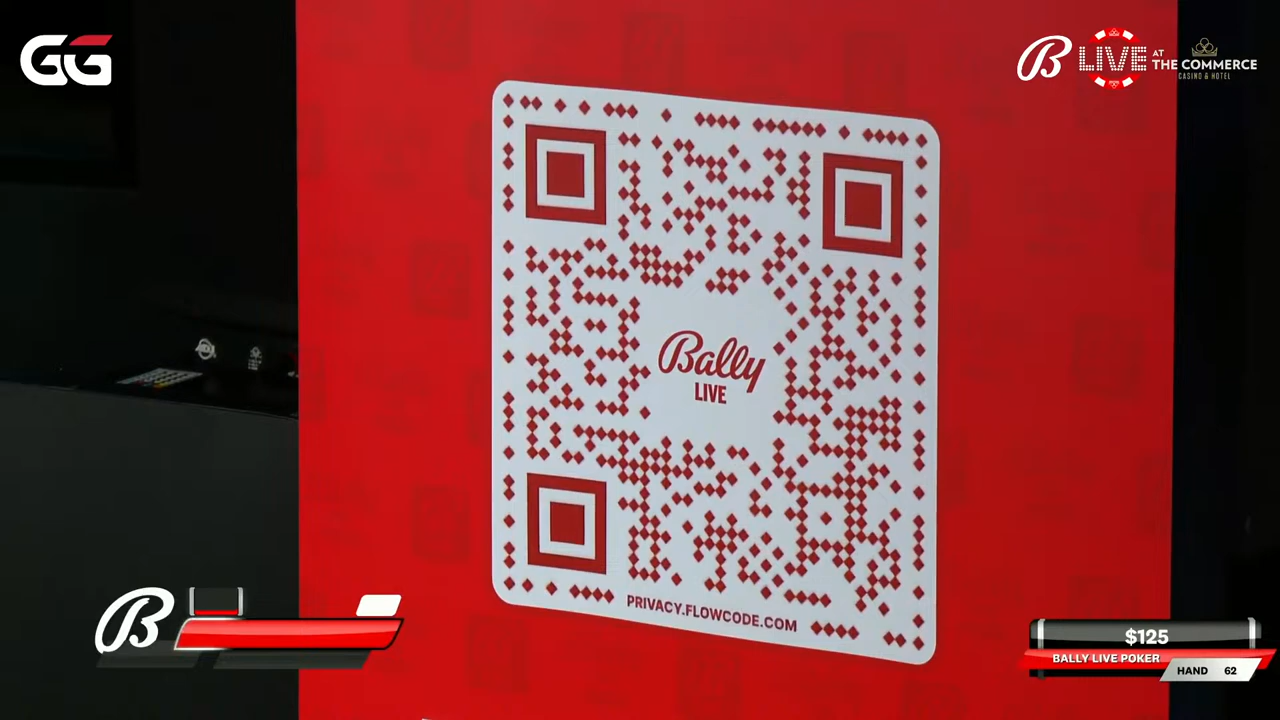 GG
B LIVE AT THE COMMERCE
CASINO & HOTEL
Bally
LIVE
PRIVACY.FLOWCODE.COM
B
$125
BALLY LIVE POKER
HAND 62